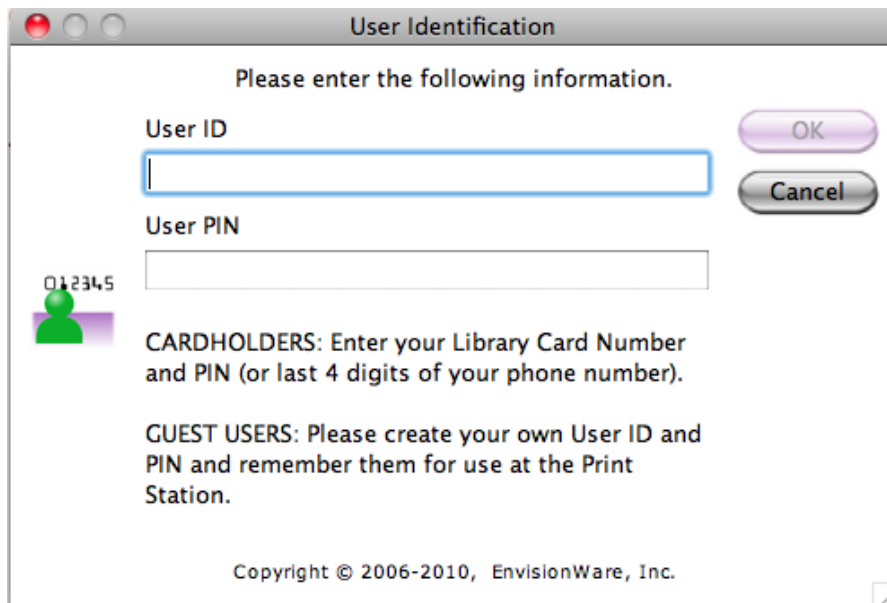 User Identification
Please enter the following information.
User ID
OK
Cancel
User PIN
012345
CARDHOLDERS: Enter your Library Card Number
and PIN (or last 4 digits of your phone number).
GUEST USERS: Please create your own User ID and
PIN and remember them for use at the Print
Station.
Copyright © 2006-2010, EnvisionWare, Inc.